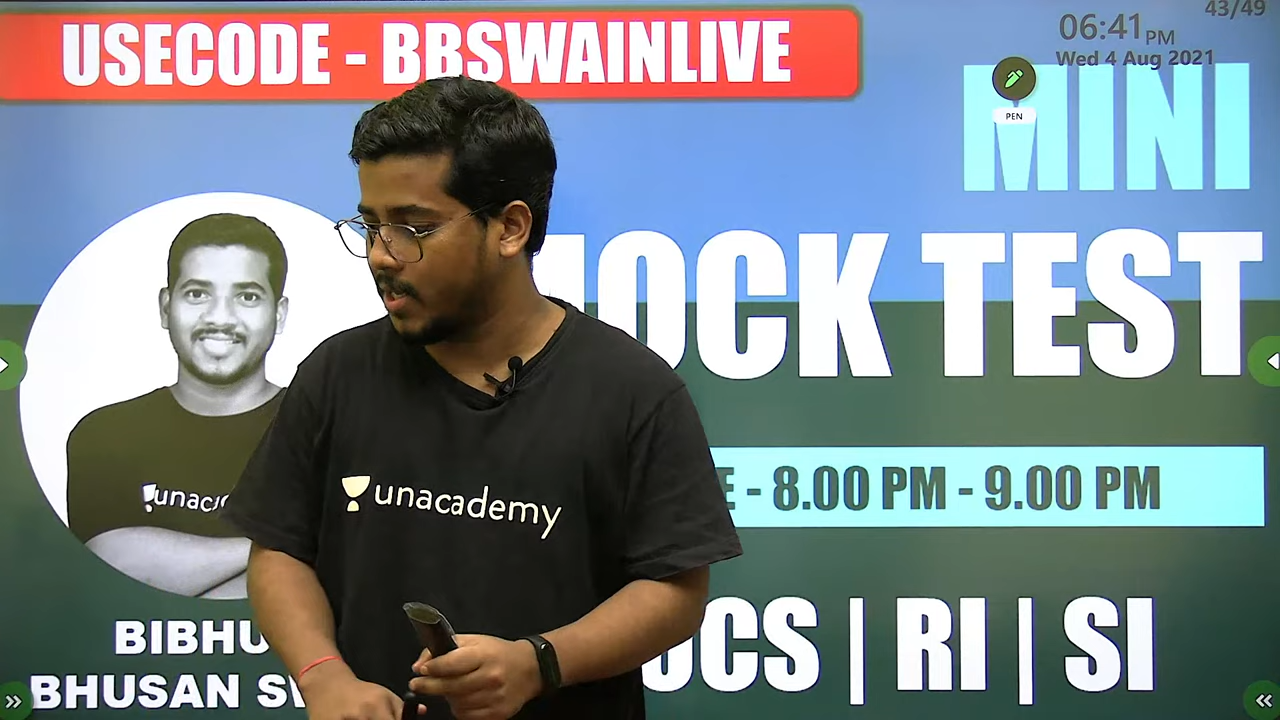 USECODE - BBSWAINLIVE
43/49
06:41 PM
Wed 4 Aug 2021
PEN
MINI
MOCK TEST
E - 8.00 PM - 9.00 PM
unacademy
unaca
BIBHU
BHUSAN SW
OCS | RI | SI